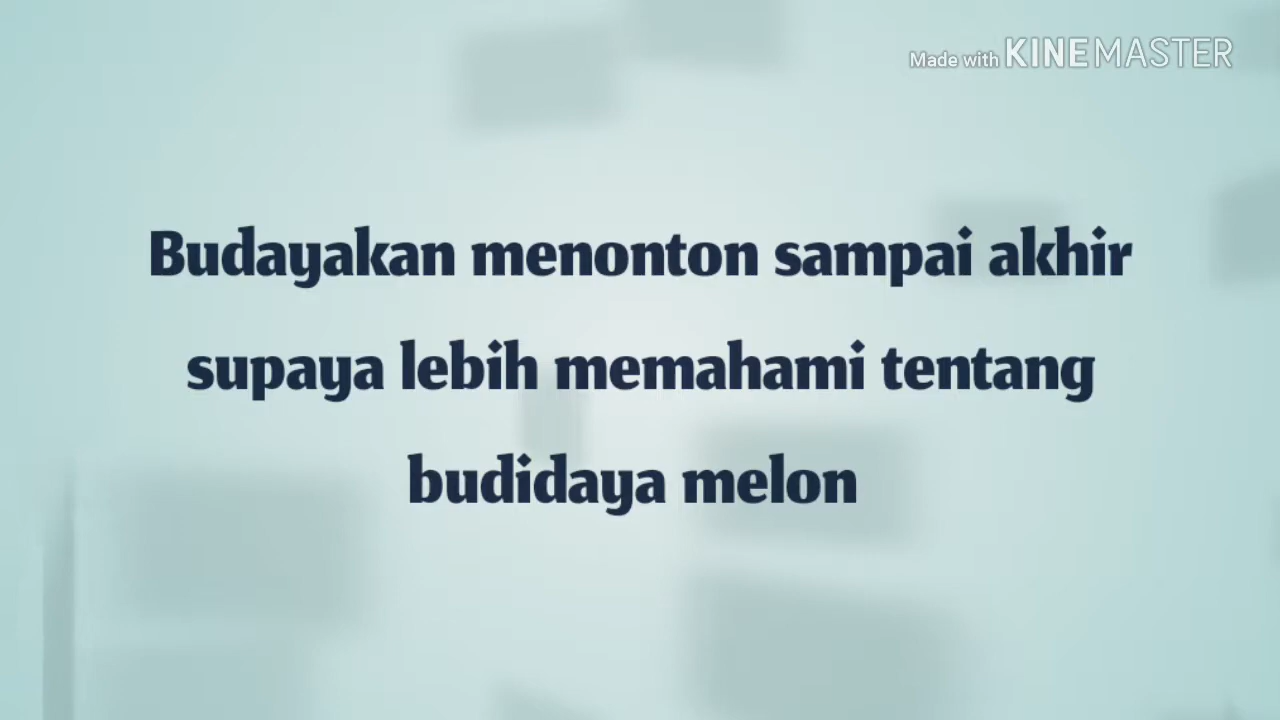 Made with KINEMASTER
Budayakan menonton sampai akhir
supaya lebih memahami tentang
budidaya melon